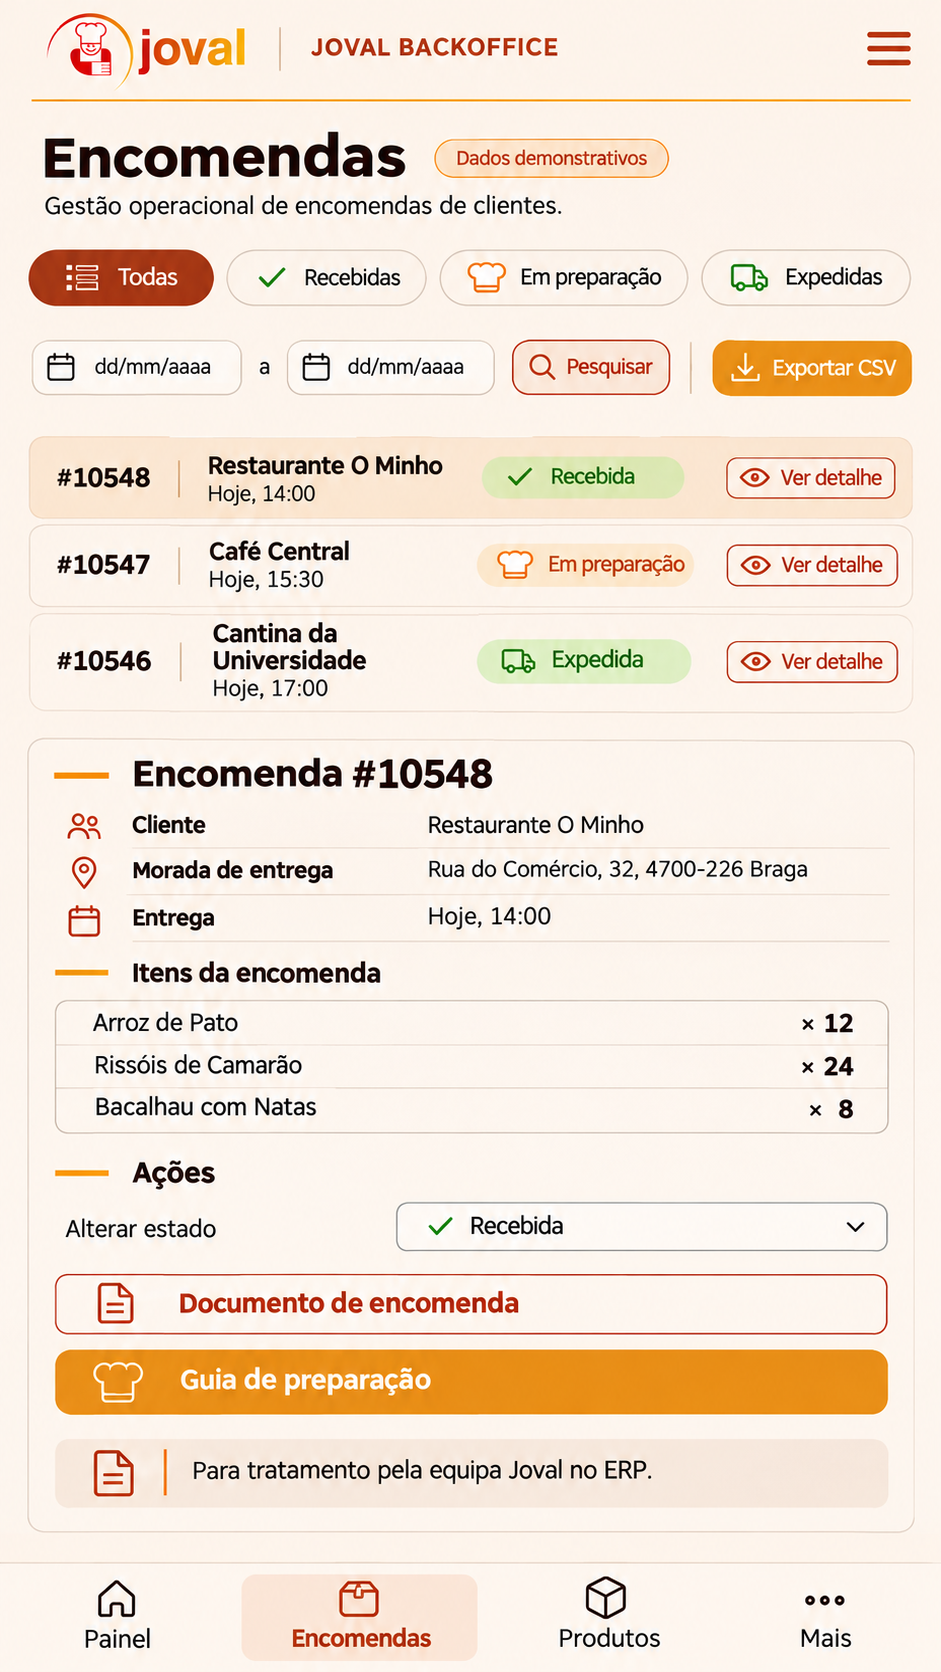 joval
JOVAL BACKOFFICE
Encomendas
Dados demonstrativos
Gestão operacional de encomendas de clientes.
Todas
Recebidas
Em preparação
Expedidas
dd/mm/aaaa
a
dd/mm/aaaa
Pesquisar
Exportar CSV
#10548
Restaurante O Minho
Hoje, 14:00
Recebida
Ver detalhe
#10547
Café Central
Hoje, 15:30
Em preparação
Ver detalhe
#10546
Cantina da
Universidade
Hoje, 17:00
Expedida
Ver detalhe
Encomenda #10548
Cliente
Restaurante O Minho
Morada de entrega
Rua do Comércio, 32, 4700-226 Braga
Entrega
Hoje, 14:00
Itens da encomenda
Arroz de Pato × 12
Rissóis de Camarão × 24
Bacalhau com Natas × 8
Ações
Alterar estado
Recebida
Documento de encomenda
Guia de preparação
Para tratamento pela equipa Joval no ERP.
Painel
Encomendas
Produtos
Mais